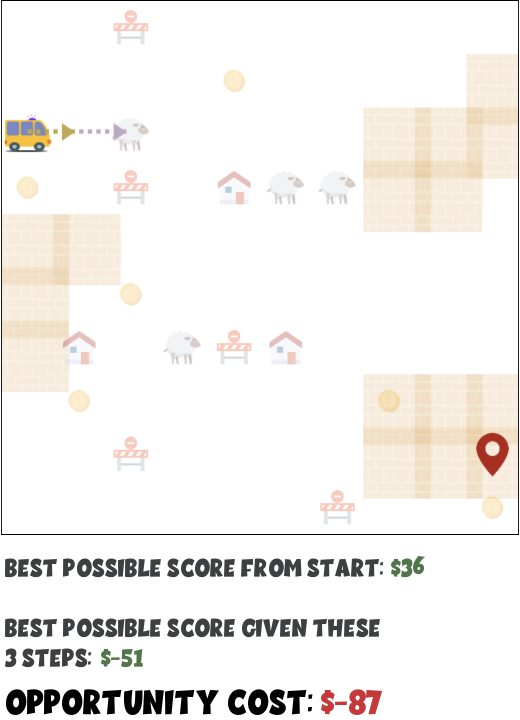 BEST POSSIBLE SCORE FROM START: $36
BEST POSSIBLE SCORE GIVEN THESE
3 STEPS: $-51
OPPORTUNITY COST: $-87